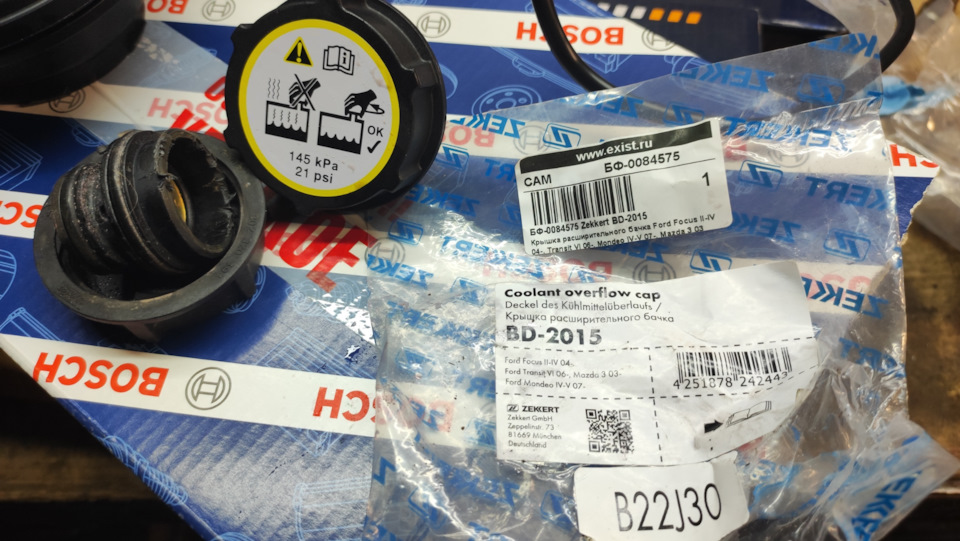 BOSCH
BOSCH
OK
145 kPa
21 psi
BOSCH
BOSCH
ZEKKERT
www.exist.ru
САМ
БФ-0084575
1
БФ-0084575 Zekkert BD-2015
Крышка расширительного бачка Ford Focus II-IV
04-, Transit VI 06-, Mondeo IV-V 07-, Mazda 3 03
Coolant overflow cap
Deckel des Kühlmittelüberlaufs /
Крышка расширительного бачка
BD-2015
Ford Focus II-IV 04-
Ford Transit VI 06-, Mazda 3 03-
Ford Mondeo IV-V 07-
4 251878 242443
ZEKKERT
Zekkert GmbH
Zeppelinstr. 73
81669 München
Deutschland
B22J30